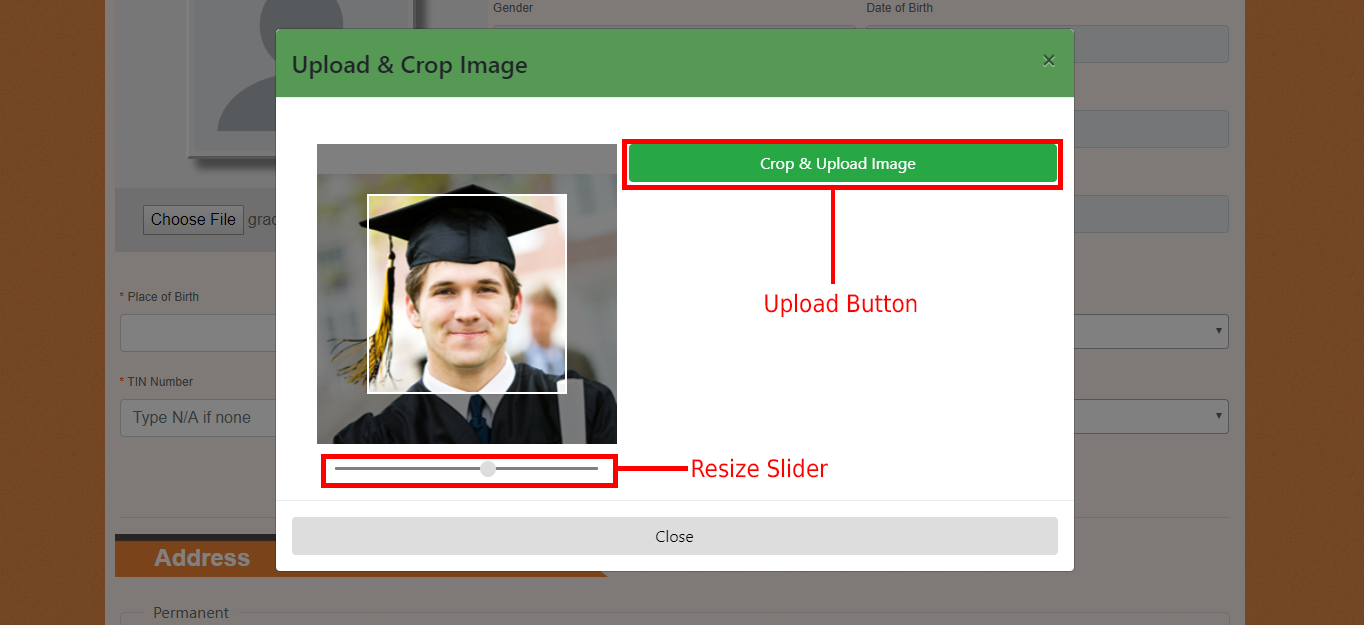 Gender
Date of Birth
Upload & Crop Image
×
Crop & Upload Image
Choose File
Upload Button
* Place of Birth
* TIN Number
Type N/A if none
Resize Slider
Close
Address
Permanent